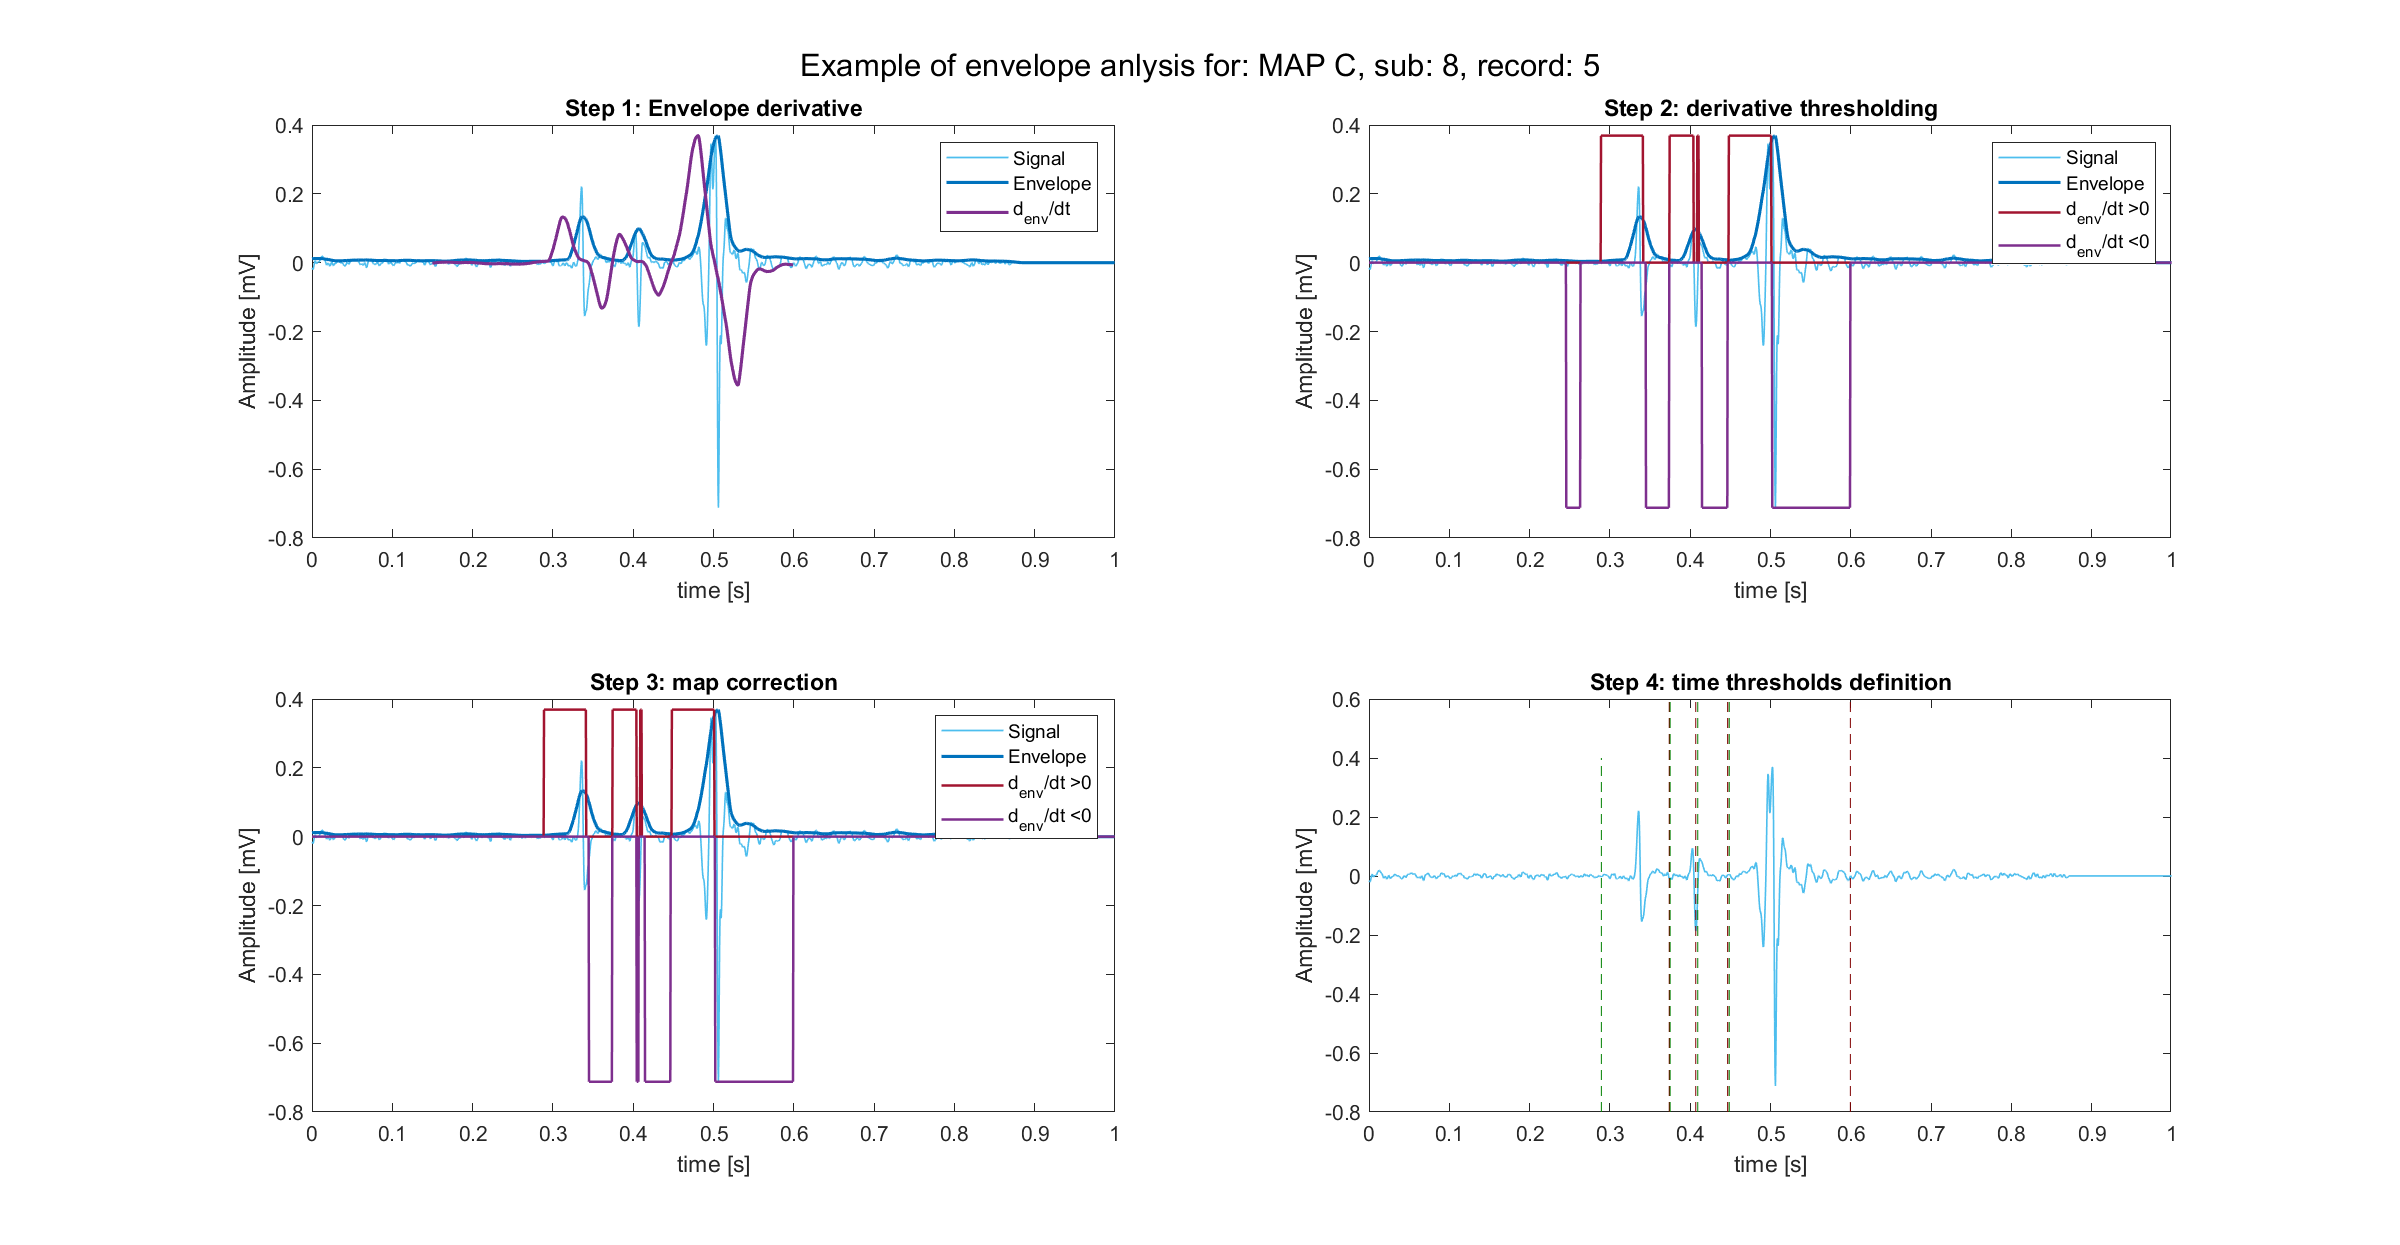 Example of envelope anlysis for: MAP C, sub: 8, record: 5
Step 1: Envelope derivative
0.4
0.2
0
-0.2
-0.4
-0.6
-0.8
Amplitude [mV]
Signal
Envelope
d_env/dt
0 0.1 0.2 0.3 0.4 0.5 0.6 0.7 0.8 0.9 1
time [s]
Step 2: derivative thresholding
0.4
0.2
0
-0.2
-0.4
-0.6
-0.8
Amplitude [mV]
Signal
Envelope
d_env/dt >0
d_env/dt <0
0 0.1 0.2 0.3 0.4 0.5 0.6 0.7 0.8 0.9 1
time [s]
Step 3: map correction
0.4
0.2
0
-0.2
-0.4
-0.6
-0.8
Amplitude [mV]
Signal
Envelope
d_env/dt >0
d_env/dt <0
0 0.1 0.2 0.3 0.4 0.5 0.6 0.7 0.8 0.9 1
time [s]
Step 4: time thresholds definition
0.6
0.4
0.2
0
-0.2
-0.4
-0.6
-0.8
Amplitude [mV]
0 0.1 0.2 0.3 0.4 0.5 0.6 0.7 0.8 0.9 1
time [s]